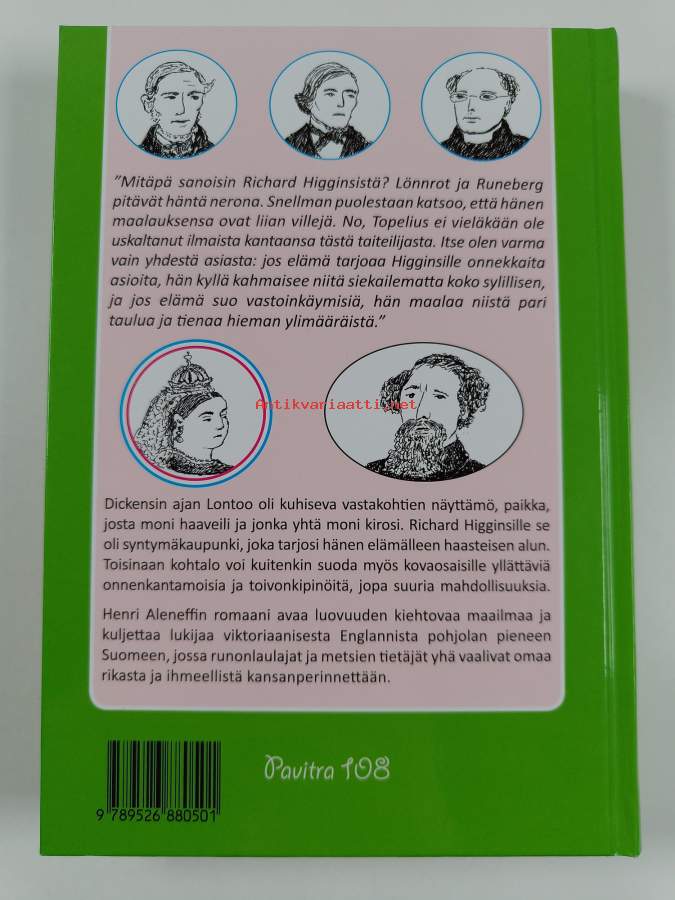 ”Mitäpä sanoisin Richard Higginsistä? Lönnrot ja Runeberg
pitävät häntä nerona. Snellman puolestaan katsoo, että hänen
maalauksensa ovat liian villejä. No, Topelius ei vieläkään ole
uskaltanut ilmaista kantaansa tästä taiteilijasta. Itse olen varma
vain yhdestä asiasta: jos elämä tarjoaa Higginsille onnekkaita
asioita, hän kyllä kahmaisee niitä siekailematta koko sylillisen,
ja jos elämä suo vastoinkäymisiä, hän maalaa niistä pari
taulua ja tienaa hieman ylimääräistä.”
Antikvariaatti.net
Dickensin ajan Lontoo oli kuhiseva vastakohtien näyttämö, paikka,
josta moni haaveili ja jonka yhtä moni kirosi. Richard Higginsille se
oli syntymäkaupunki, joka tarjosi hänen elämälleen haasteisen alun.
Toisinaan kohtalo voi kuitenkin suoda myös kovaosaisille yllättäviä
onnenkantamoisia ja toivonkipinöitä, jopa suuria mahdollisuuksia.
Henri Aleneffin romaani avaa luovuuden kiehtovaa maailmaa ja
kuljettaa lukijaa viktoriaanisesta Englannista pohjolan pieneen
Suomeen, jossa runonlaulajat ja metsien tietäjät yhä vaalivat omaa
rikasta ja ihmeellistä kansanperinnettään.
Pavitra 108
9 789526 880501